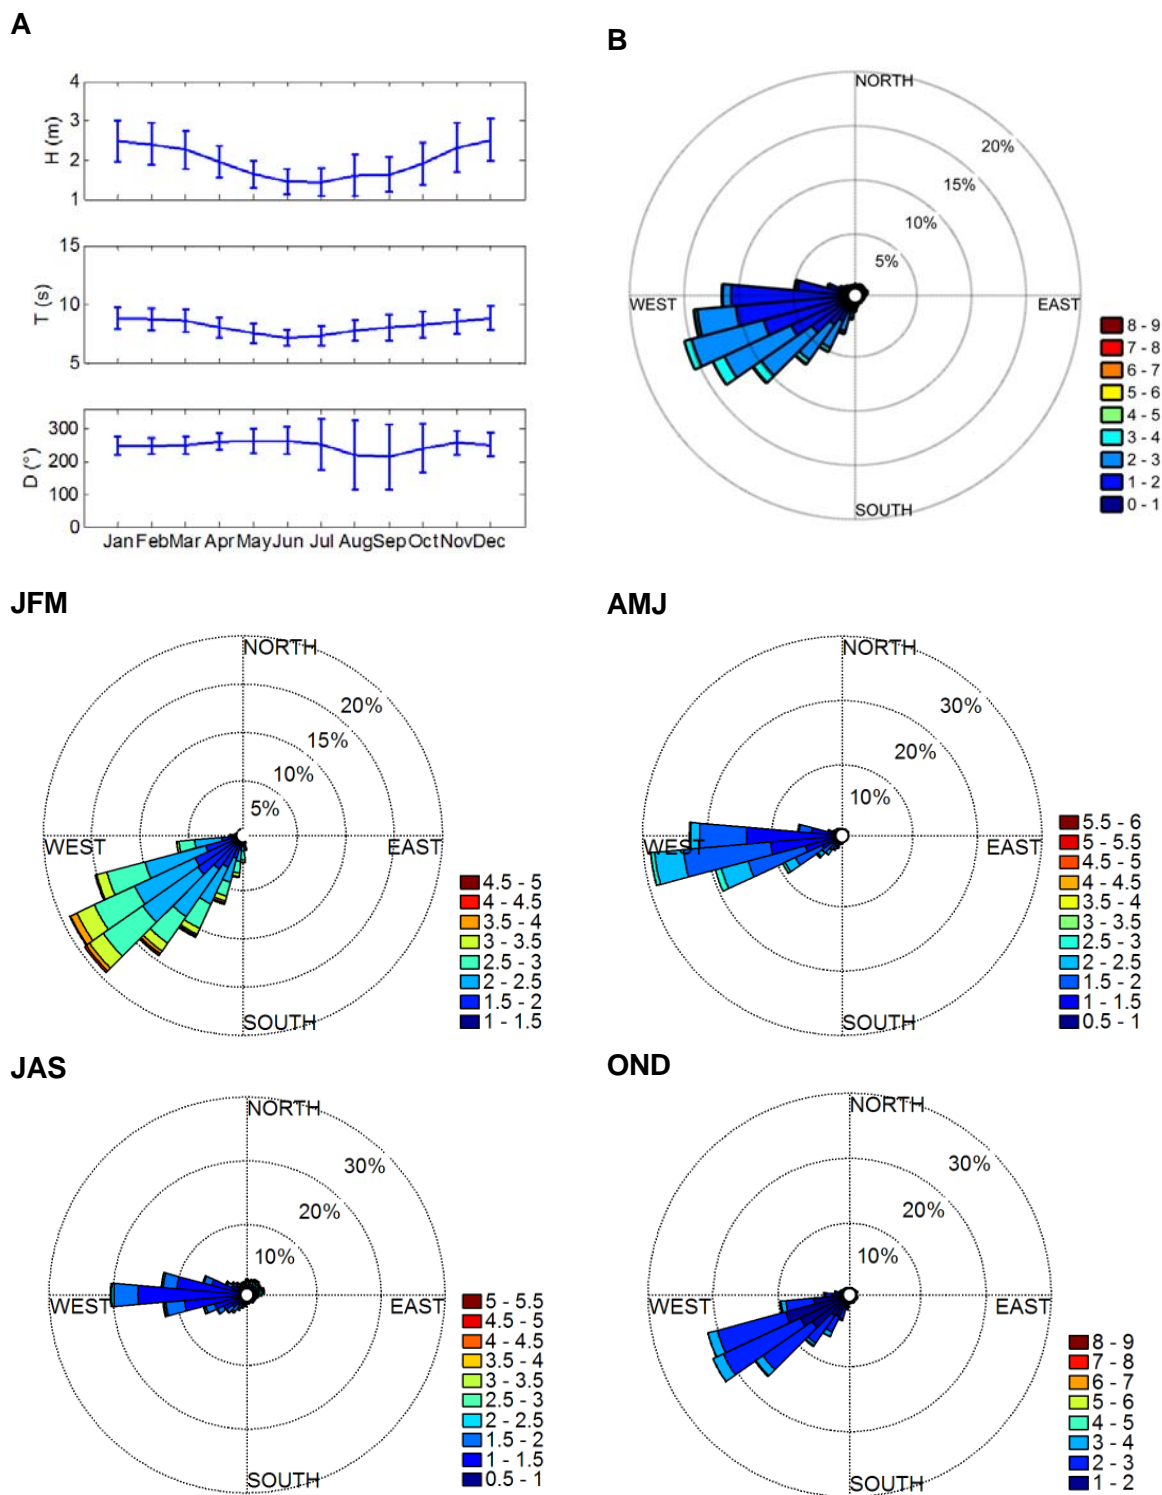 A
B
4
3
2
1
H (m)
15
10
5
T (s)
300
200
100
0
D (°)
Jan Feb Mar Apr May Jun Jul Aug Sep Oct Nov Dec
NORTH
20%
15%
10%
5%
WEST
EAST
SOUTH
8 - 9
7 - 8
6 - 7
5 - 6
4 - 5
3 - 4
2 - 3
1 - 2
0 - 1
JFM
NORTH
20%
15%
10%
5%
WEST
EAST
SOUTH
4.5 - 5
4 - 4.5
3.5 - 4
3 - 3.5
2.5 - 3
2 - 2.5
1.5 - 2
1 - 1.5
AMJ
NORTH
30%
20%
10%
WEST
EAST
SOUTH
5.5 - 6
5 - 5.5
4.5 - 5
4 - 4.5
3.5 - 4
3 - 3.5
2.5 - 3
2 - 2.5
1.5 - 2
1 - 1.5
0.5 - 1
JAS
NORTH
30%
20%
10%
WEST
EAST
SOUTH
5 - 5.5
4.5 - 5
4 - 4.5
3.5 - 4
3 - 3.5
2.5 - 3
2 - 2.5
1.5 - 2
1 - 1.5
0.5 - 1
OND
NORTH
30%
20%
10%
WEST
EAST
SOUTH
8 - 9
7 - 8
6 - 7
5 - 6
4 - 5
3 - 4
2 - 3
1 - 2